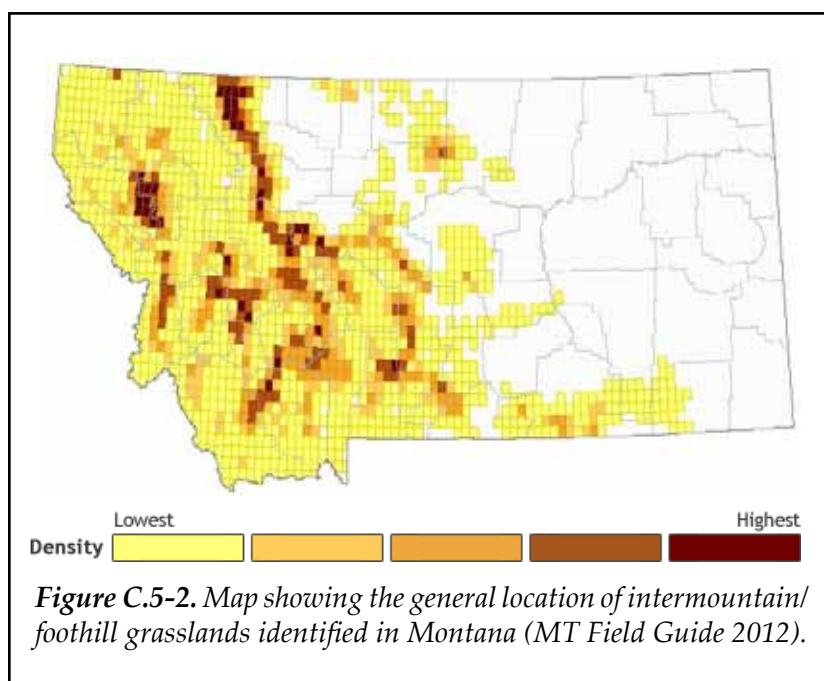 Lowest Highest
Density
Figure C.5-2. Map showing the general location of intermountain/
foothill grasslands identified in Montana (MT Field Guide 2012).